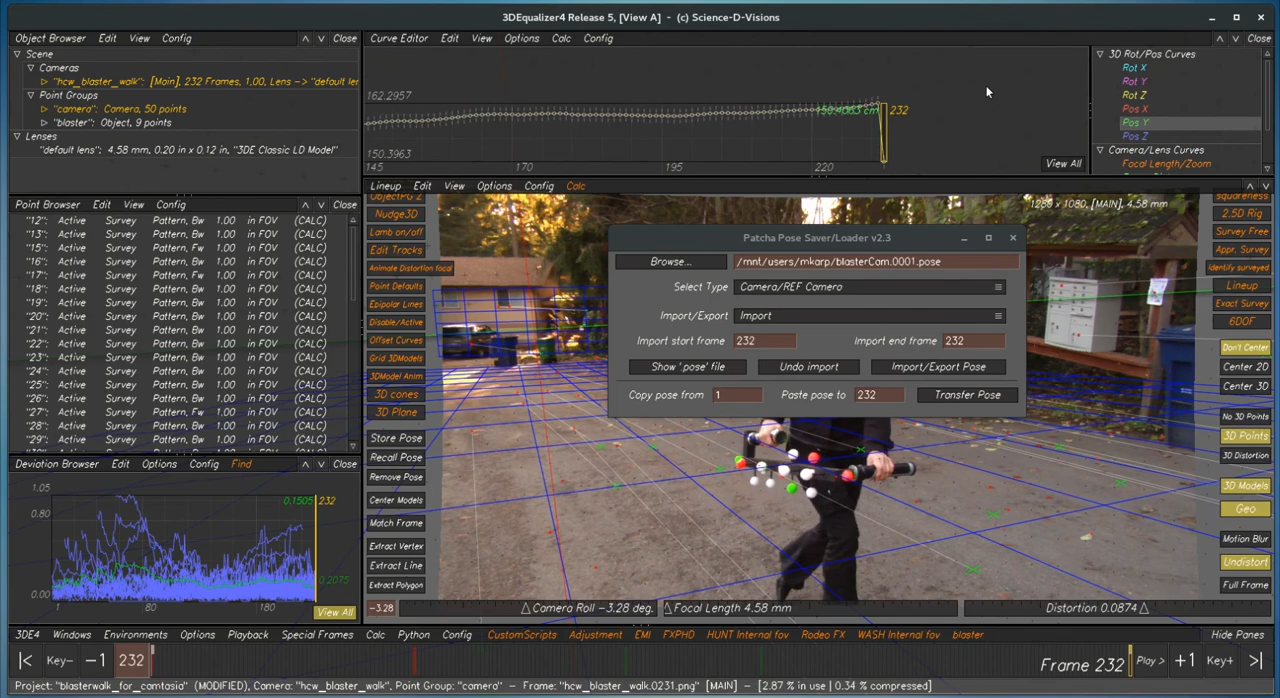 3DEqualizer4 Release 5, [View A] - (c) Science-D-Visions
Object Browser Edit View Config Close
Scene
Cameras
"hcw_blaster_walk": [Main], 232 Frames, 1.00, Lens -> "default len
Point Groups
"camera": Camera, 50 points
"blaster": Object, 9 points
Lenses
"default lens": 4.58 mm, 0.20 in x 0.12 in, "3DE Classic LD Model"
Curve Editor Edit View Options Calc Config Close
162.2957
232
150.3963
145 170 195 220
View All
3D Rot/Pos Curves
Rot X
Rot Y
Rot Z
Pos X
Pos Y
Pos Z
Camera/Lens Curves
Focal Length/Zoom
Point Browser Edit View Config Close
"12": Active Survey Pattern, Bw 1.00 in FOV (CALC)
"13": Active Survey Pattern, Bw 1.00 in FOV (CALC)
"15": Active Survey Pattern, Fw 1.00 in FOV (CALC)
"16": Active Survey Pattern, Bw 1.00 in FOV (CALC)
"17": Active Survey Pattern, Fw 1.00 in FOV (CALC)
"18": Active Survey Pattern, Bw 1.00 in FOV (CALC)
"19": Active Survey Pattern, Bw 1.00 in FOV (CALC)
"20": Active Survey Pattern, Bw 1.00 in FOV (CALC)
"21": Active Survey Pattern, Bw 1.00 in FOV (CALC)
"22": Active Survey Pattern, Bw 1.00 in FOV (CALC)
"23": Active Survey Pattern, Bw 1.00 in FOV (CALC)
"24": Active Survey Pattern, Bw 1.00 in FOV (CALC)
"25": Active Survey Pattern, Bw 1.00 in FOV (CALC)
"26": Active Survey Pattern, Bw 1.00 in FOV (CALC)
"27": Active Survey Pattern, Fw 1.00 in FOV (CALC)
"28": Active Survey Pattern, Bw 1.00 in FOV (CALC)
"29": Active Survey Pattern, Bw 1.00 in FOV (CALC)
Deviation Browser Edit Options Config Find Close
1.05
0.80
0.00
0.1505 232
0.2075
1 80 180
View All
Lineup Edit View Options Config Calc
ObjectPG 2
Nudge3D
Lamb on/off
Edit Tracks
Animate Distortion focal
Point Defaults
Epipolar Lines
Disable/Active
Offset Curves
Grid 3DModels
3DModel Anim
3D cones
3D Plane
Store Pose
Recall Pose
Remove Pose
Center Models
Match Frame
Extract Vertex
Extract Line
Extract Polygon
1280 x 1080, [MAIN], 4.58 mm
Patcha Pose Saver/Loader v2.3
Browse... /mnt/users/mkarp/blasterCam.0001.pose
Select Type Camera/REF Camera
Import/Export Import
Import start frame 232 Import end frame 232
Show '.pose' file Undo import Import/Export Pose
Copy pose from 1 Paste pose to 232 Transfer Pose
squareness
2.5D Rig
Survey Free
Appr. Survey
Identify surveyed
Lineup
Exact Survey
6DOF
Don't Center
Center 2D
Center 3D
No 3D Points
3D Points
3D Distortion
3D Models
Geo
Motion Blur
Undistort
Full Frame
-3.28 Camera Roll -3.28 deg. Focal Length 4.58 mm Distortion 0.0874
3DE4 Windows Environments Options Playback Special Frames Calc Python Config CustomScripts Adjustment EMI FXPHD HUNT Internal fov Rodeo FX WASH Internal fov blaster Hide Panes
|< Key- -1 232 Frame 232 Play > +1 Key+ >|
Project: "blasterwalk_for_camtasia" (MODIFIED), Camera: "hcw_blaster_walk", Point Group: "camera" - Frame: "hcw_blaster_walk.0231.png" [MAIN] - [2.87 % in use | 0.34 % compressed]